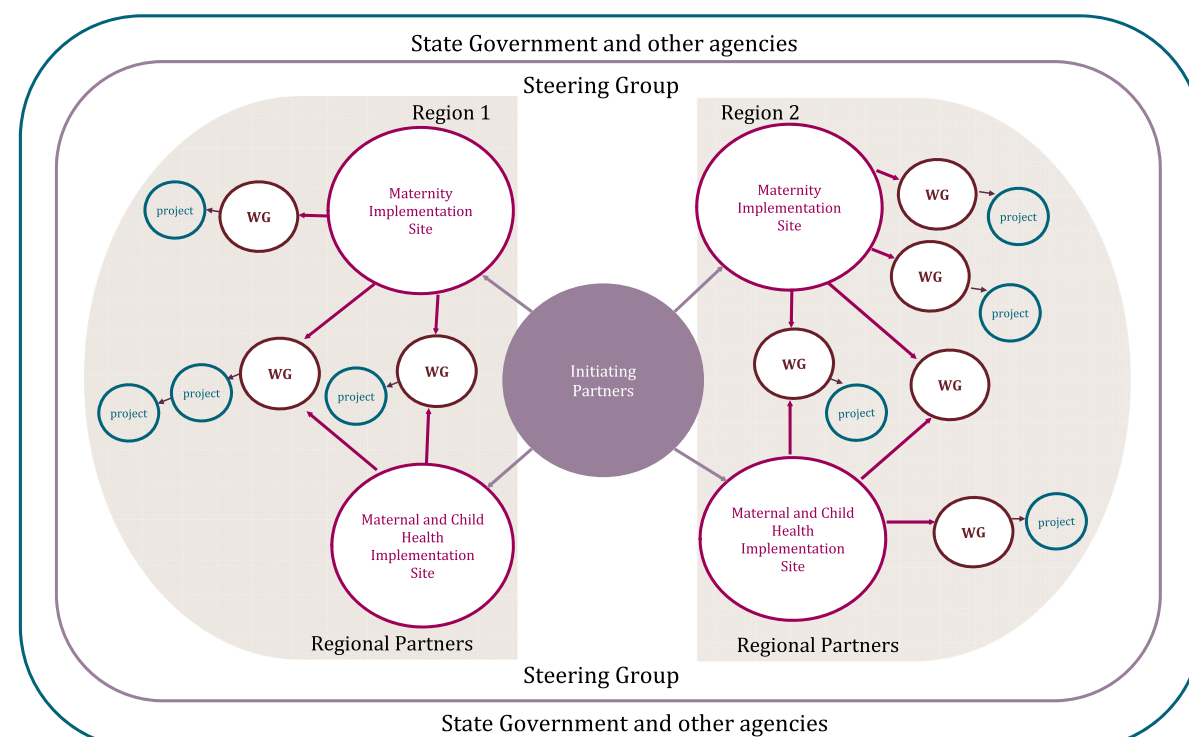 State Government and other agencies
Steering Group
Region 1
Region 2
Maternity
Implementation
Site
project
WG
WG
project
project
WG
project
WG
project
Maternity
Implementation
Site
WG
project
WG
project
WG
project
WG
Initiating
Partners
Maternal and Child
Health
Implementation
Site
Maternal and Child
Health
Implementation
Site
WG
project
Regional Partners
Regional Partners
Steering Group
State Government and other agencies